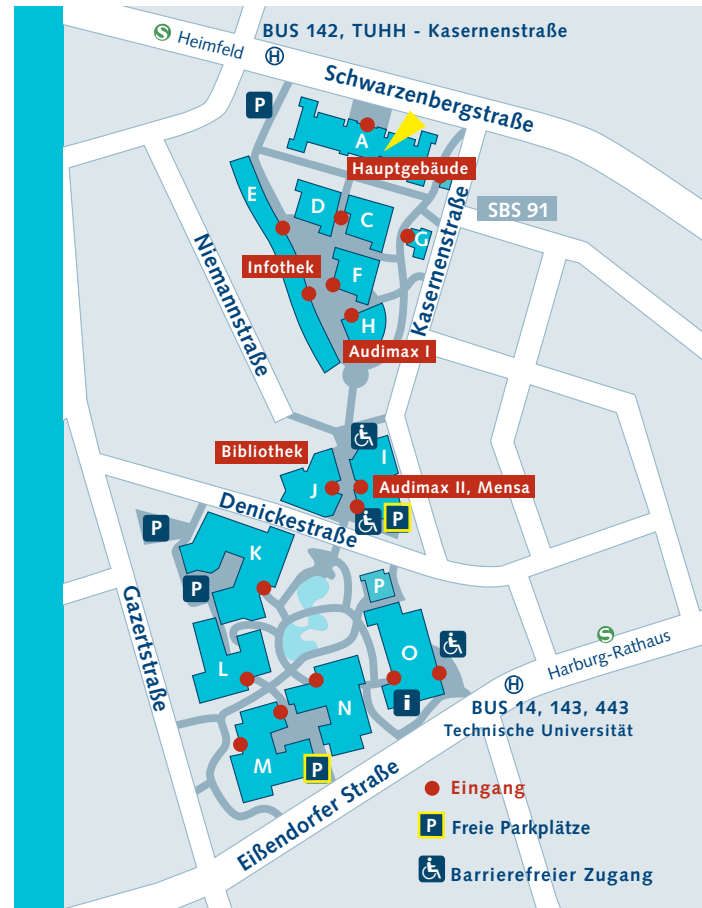 BUS 142, TUHH - Kasernenstraße
S Heimfeld
H
Schwarzenbergstraße
P
A
Hauptgebäude
E
D
C
SBS 91
G
Niemannstraße
Infothek
F
Kasernenstraße
H
Audimax I
Bibliothek
I
J
Audimax II, Mensa
Denickestraße
P
P
K
P
P
Gazertstraße
S
Harburg-Rathaus
L
O
H
i
N
BUS 14, 143, 443
Technische Universität
M
P
Eißendorfer Straße
Eingang
P Freie Parkplätze
Barrierefreier Zugang